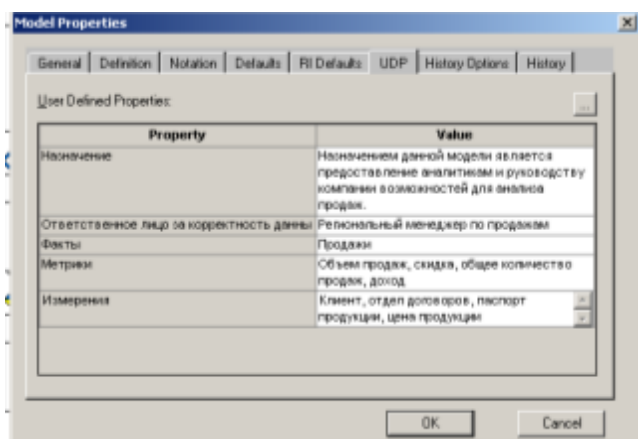 Model Properties
General Definition Notation Defaults RI Defaults UDP History Options History
User Defined Properties:
...
Property Value
Назначение
Назначением данной модели является
предоставление аналитикам и руководству
компании возможностей для анализа
продаж.
Ответственное лицо за корректность данны Региональный менеджер по продажам
Факты Продажи
Метрики Объем продаж, скидка, общее количество
продаж, доход
Измерения Клиент, отдел договоров, паспорт
продукции, цена продукции
OK Cancel